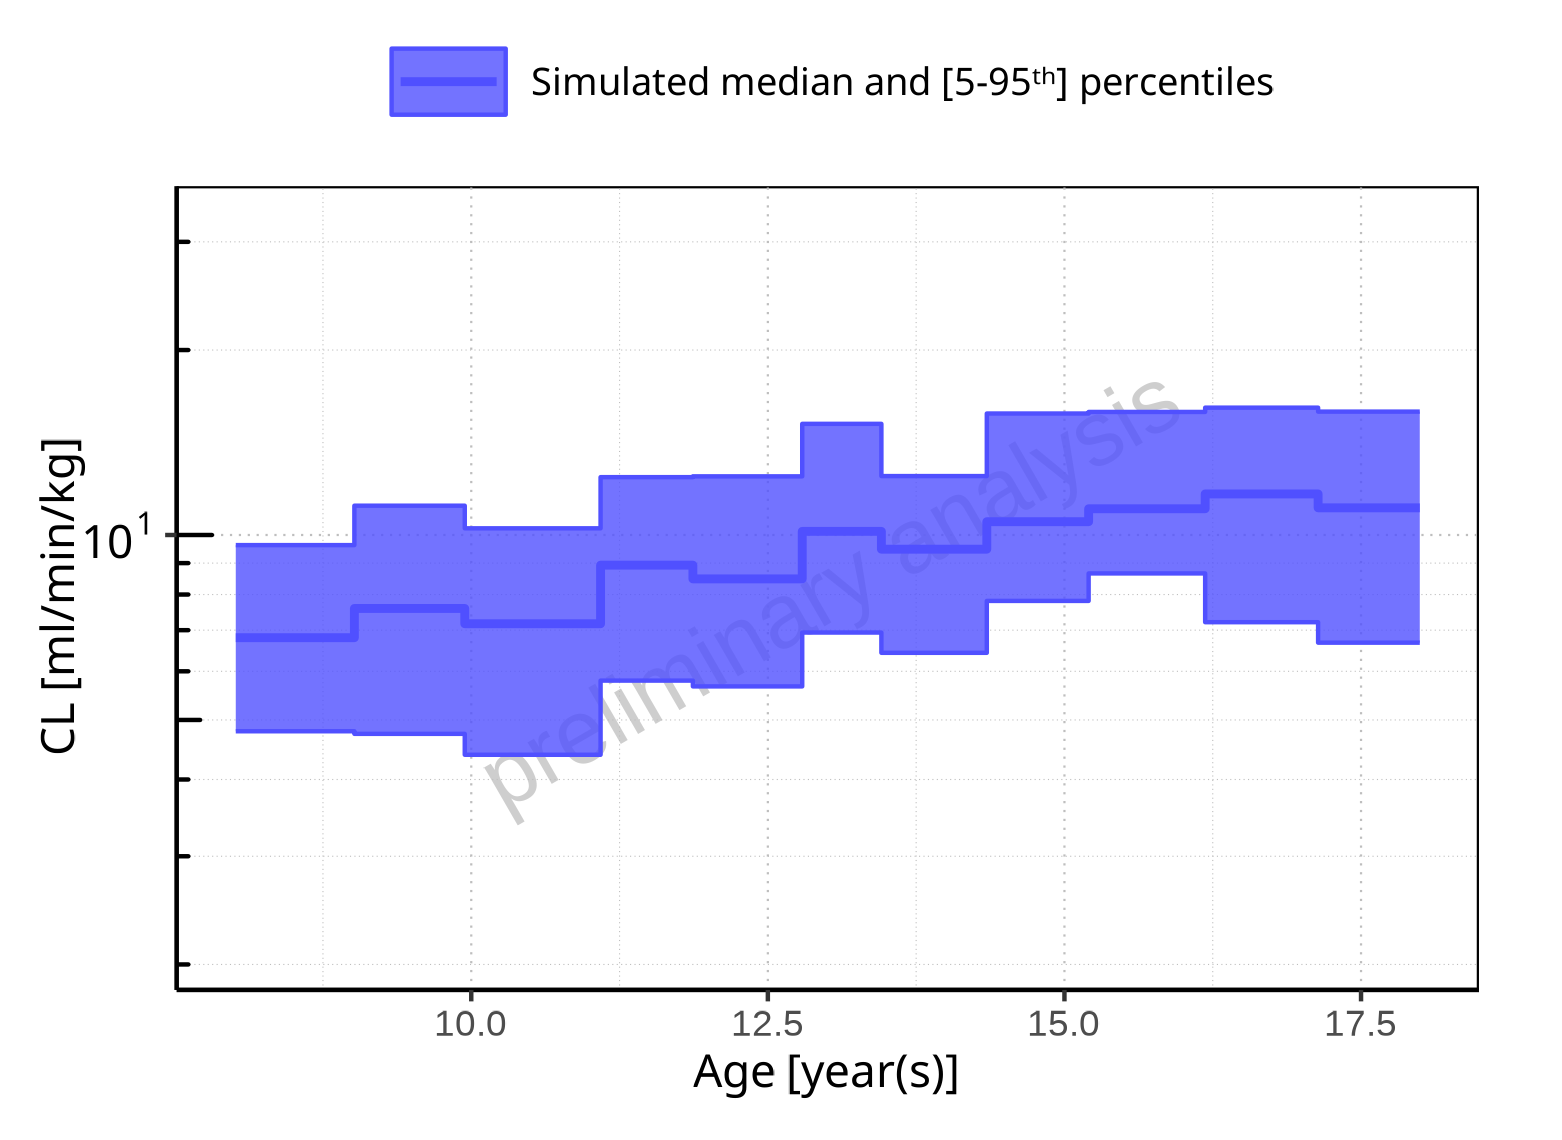 Simulated median and [5-95ᵗʰ] percentiles
CL [ml/min/kg]
10¹
preliminary analysis
10.0 12.5 15.0 17.5
Age [year(s)]